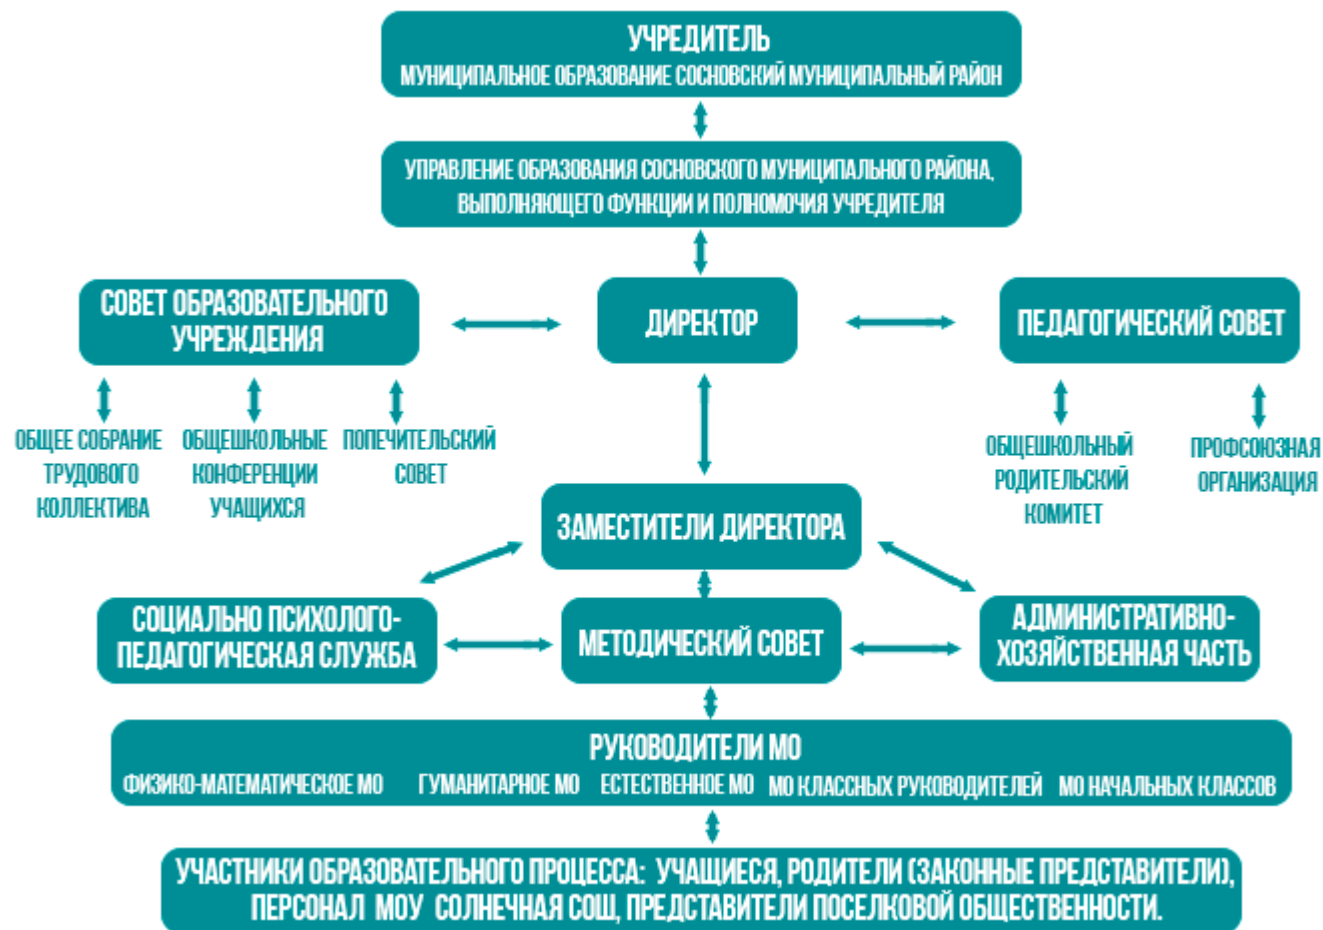 УЧРЕДИТЕЛЬ
МУНИЦИПАЛЬНОЕ ОБРАЗОВАНИЕ СОСНОВСКИЙ МУНИЦИПАЛЬНЫЙ РАЙОН
УПРАВЛЕНИЕ ОБРАЗОВАНИЯ СОСНОВСКОГО МУНИЦИПАЛЬНОГО РАЙОНА,
ВЫПОЛНЯЮЩЕГО ФУНКЦИИ И ПОЛНОМОЧИЯ УЧРЕДИТЕЛЯ
СОВЕТ ОБРАЗОВАТЕЛЬНОГО
УЧРЕЖДЕНИЯ
ДИРЕКТОР
ПЕДАГОГИЧЕСКИЙ СОВЕТ
ОБЩЕЕ СОБРАНИЕ
ТРУДОВОГО
КОЛЛЕКТИВА
ОБЩЕШКОЛЬНЫЕ
КОНФЕРЕНЦИИ
УЧАЩИХСЯ
ПОПЕЧИТЕЛЬСКИЙ
СОВЕТ
ОБЩЕШКОЛЬНЫЙ
РОДИТЕЛЬСКИЙ
КОМИТЕТ
ПРОФСОЮЗНАЯ
ОРГАНИЗАЦИЯ
ЗАМЕСТИТЕЛИ ДИРЕКТОРА
СОЦИАЛЬНО ПСИХОЛОГО-
ПЕДАГОГИЧЕСКАЯ СЛУЖБА
МЕТОДИЧЕСКИЙ СОВЕТ
АДМИНИСТРАТИВНО-
ХОЗЯЙСТВЕННАЯ ЧАСТЬ
РУКОВОДИТЕЛИ МО
ФИЗИКО-МАТЕМАТИЧЕСКОЕ МО ГУМАНИТАРНОЕ МО ЕСТЕСТВЕННОЕ МО МО КЛАССНЫХ РУКОВОДИТЕЛЕЙ МО НАЧАЛЬНЫХ КЛАССОВ
УЧАСТНИКИ ОБРАЗОВАТЕЛЬНОГО ПРОЦЕССА: УЧАЩИЕСЯ, РОДИТЕЛИ (ЗАКОННЫЕ ПРЕДСТАВИТЕЛИ),
ПЕРСОНАЛ МОУ СОЛНЕЧНАЯ СОШ, ПРЕДСТАВИТЕЛИ ПОСЕЛКОВОЙ ОБЩЕСТВЕННОСТИ.